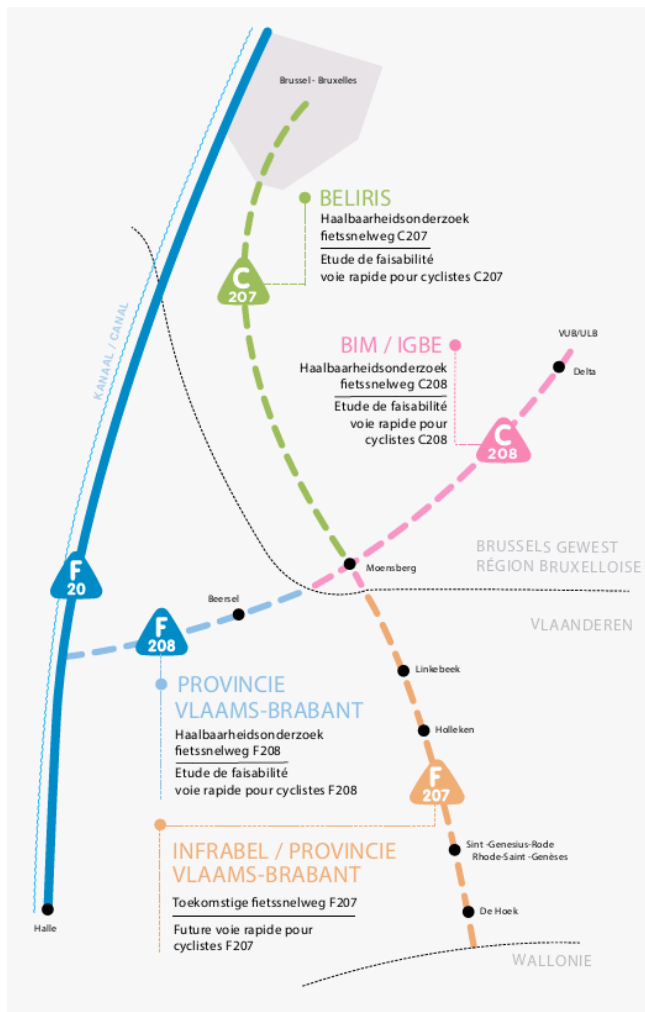 Brussel - Bruxelles
BELIRIS
Haalbaarheidsonderzoek
fietssnelweg C207
Etude de faisabilité
voie rapide pour cyclistes C207
C
207
KANAAL / CANAL
BIM / IGBE
Haalbaarheidsonderzoek
fietssnelweg C208
Etude de faisabilité
voie rapide pour
cyclistes C208
VUB/ULB
Delta
C
208
BRUSSELS GEWEST
RÉGION BRUXELLOISE
Moensberg
F
20
Beersel
F
208
VLAANDEREN
Linkebeek
PROVINCIE
VLAAMS-BRABANT
Haalbaarheidsonderzoek
fietssnelweg F208
Etude de faisabilité
voie rapide pour cyclistes F208
Holleken
F
207
INFRABEL / PROVINCIE
VLAAMS-BRABANT
Toekomstige fietssnelweg F207
Future voie rapide pour
cyclistes F207
Sint -Genesius-Rode
Rhode-Saint -Genèses
De Hoek
Halle
WALLONIE